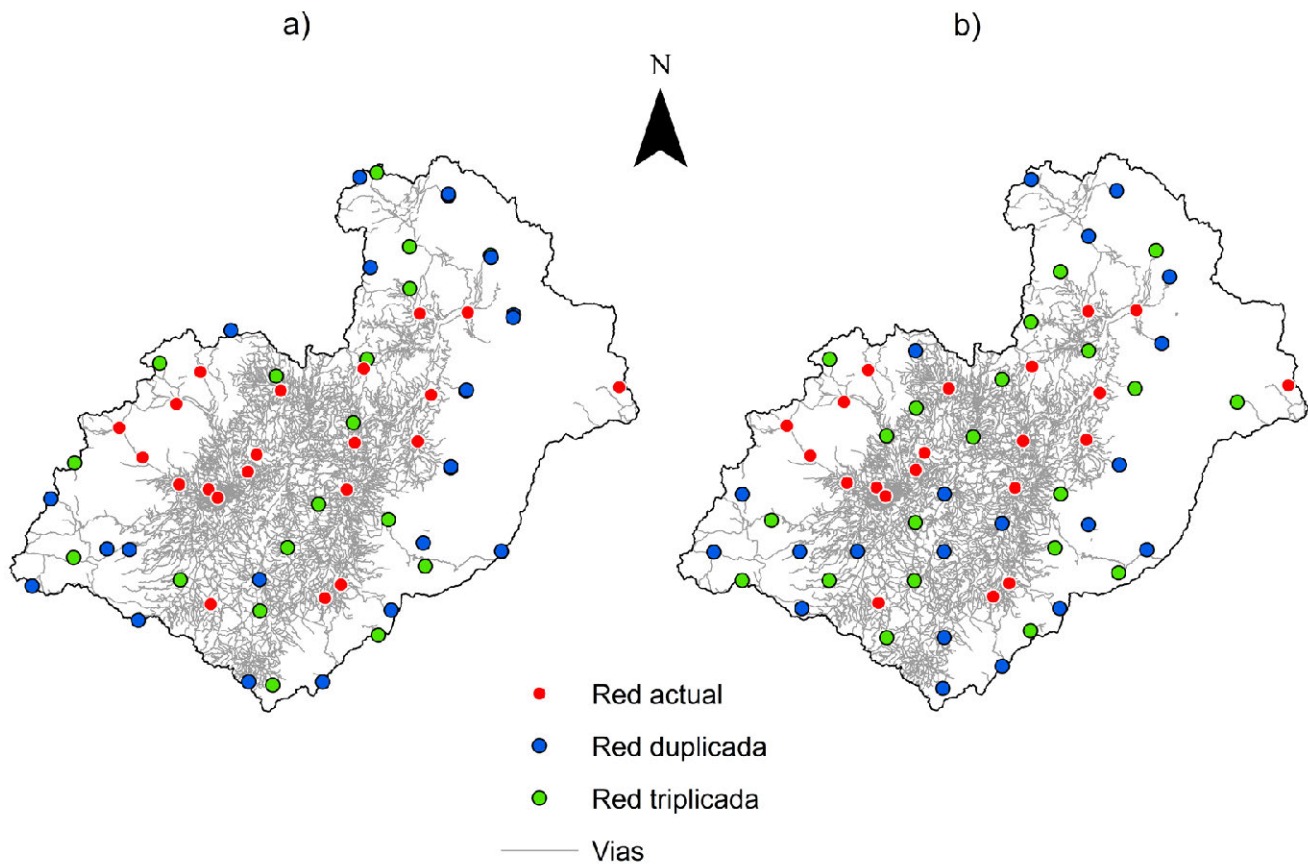 a)
b)
N
Red actual
Red duplicada
Red triplicada
Vias